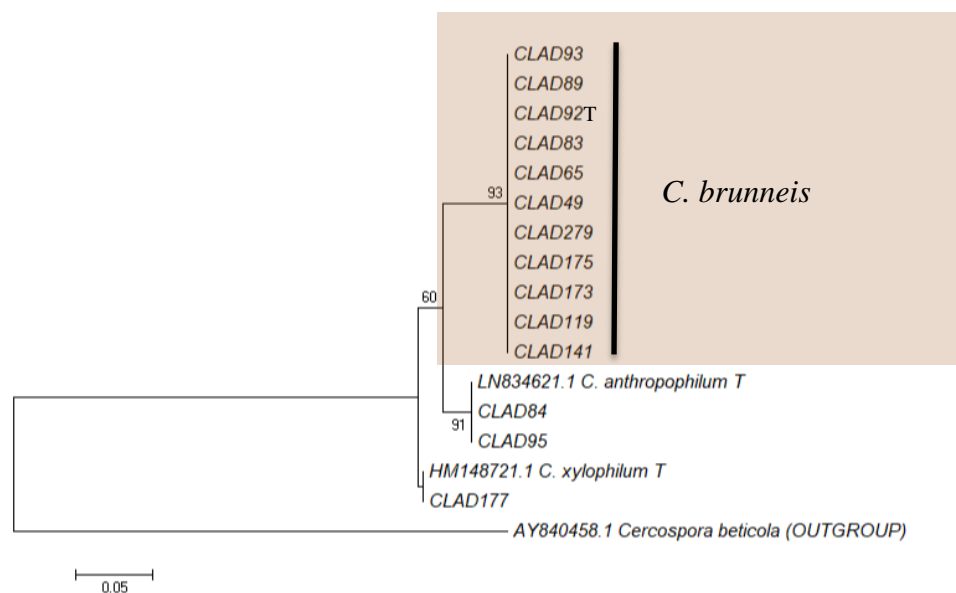 CLAD93
CLAD89
CLAD92T
CLAD83
CLAD65
93
CLAD49
C. brunneis
CLAD279
CLAD175
CLAD173
60
CLAD119
CLAD141
LN834621.1 C. anthropophilum T
CLAD84
91
CLAD95
HM148721.1 C. xylophilum T
CLAD177
AY840458.1 Cercospora beticola (OUTGROUP)
0.05